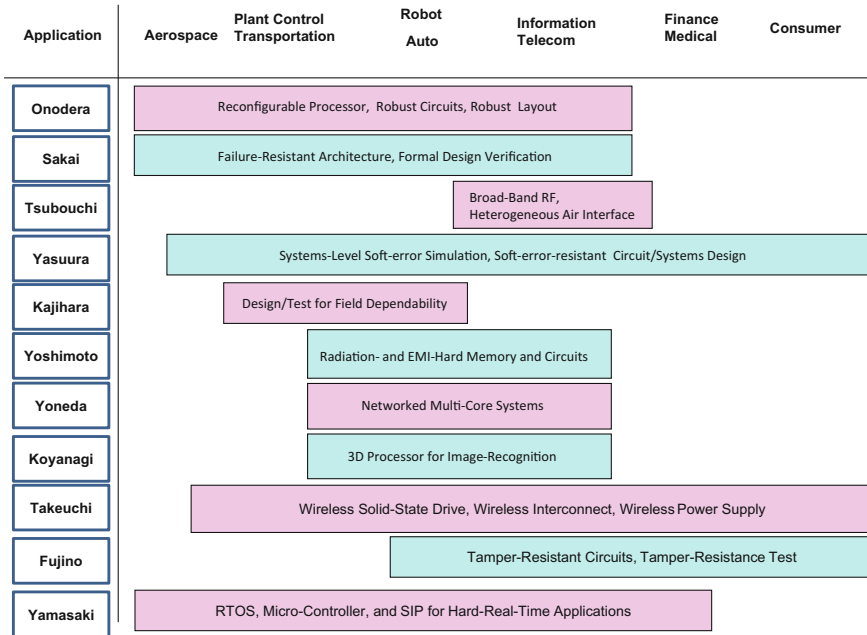 Application
Aerospace
Plant Control
Transportation
Robot
Auto
Information
Telecom
Finance
Medical
Consumer
Onodera
Reconfigurable Processor, Robust Circuits, Robust Layout
Sakai
Failure-Resistant Architecture, Formal Design Verification
Tsubouchi
Broad-Band RF,
Heterogeneous Air Interface
Yasuura
Systems-Level Soft-error Simulation, Soft-error-resistant Circuit/Systems Design
Kajihara
Design/Test for Field Dependability
Yoshimoto
Radiation- and EMI-Hard Memory and Circuits
Yoneda
Networked Multi-Core Systems
Koyanagi
3D Processor for Image-Recognition
Takeuchi
Wireless Solid-State Drive, Wireless Interconnect, Wireless Power Supply
Fujino
Tamper-Resistant Circuits, Tamper-Resistance Test
Yamasaki
RTOS, Micro-Controller, and SIP for Hard-Real-Time Applications